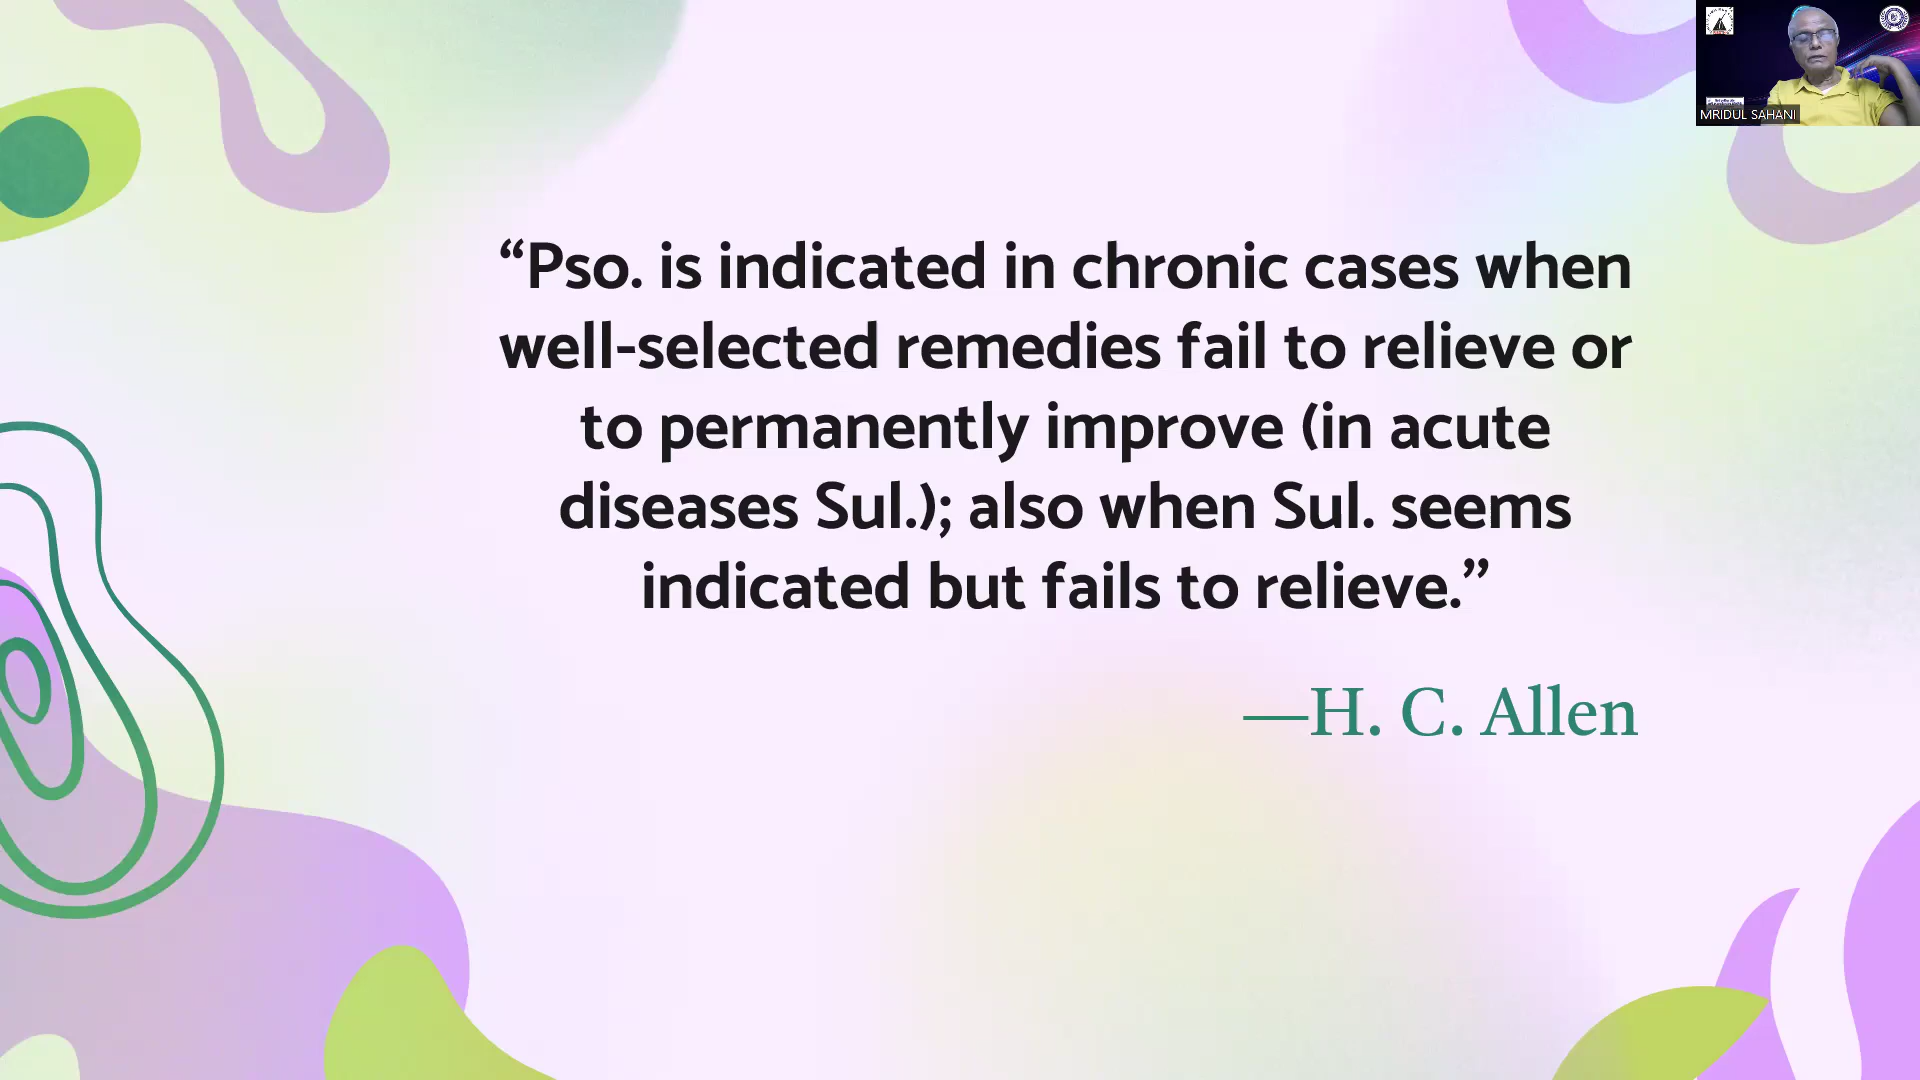 “Pso. is indicated in chronic cases when
well-selected remedies fail to relieve or
to permanently improve (in acute
diseases Sul.); also when Sul. seems
indicated but fails to relieve.”
—H. C. Allen
MRIDUL SAHANI